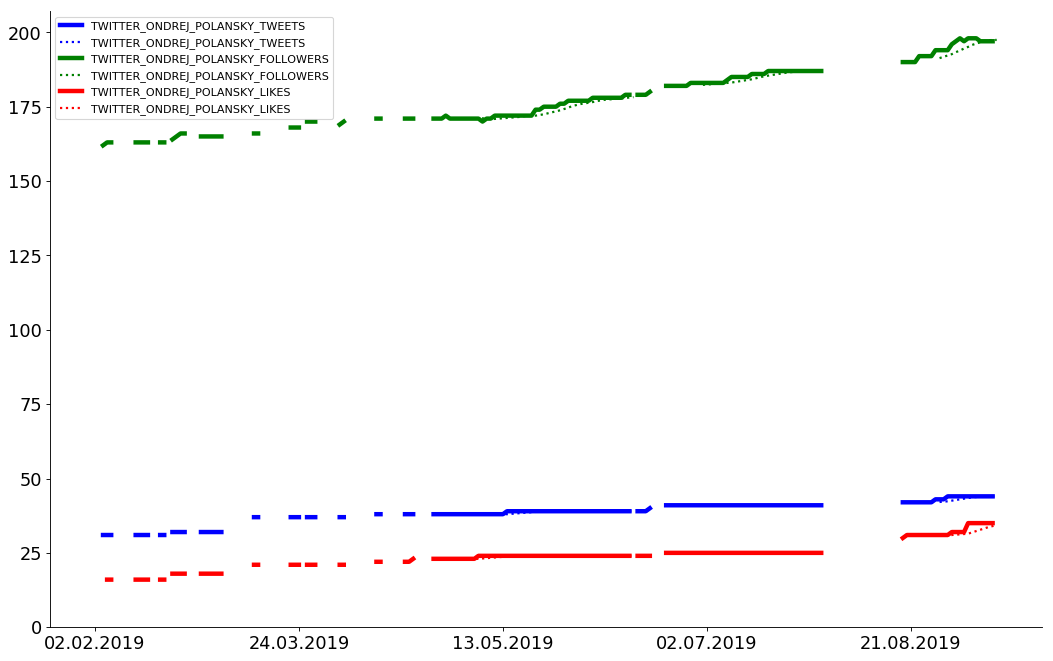 200
175
150
125
100
75
50
25
0
TWITTER_ONDREJ_POLANSKY_TWEETS
TWITTER_ONDREJ_POLANSKY_TWEETS
TWITTER_ONDREJ_POLANSKY_FOLLOWERS
TWITTER_ONDREJ_POLANSKY_FOLLOWERS
TWITTER_ONDREJ_POLANSKY_LIKES
TWITTER_ONDREJ_POLANSKY_LIKES
02.02.2019
24.03.2019
13.05.2019
02.07.2019
21.08.2019